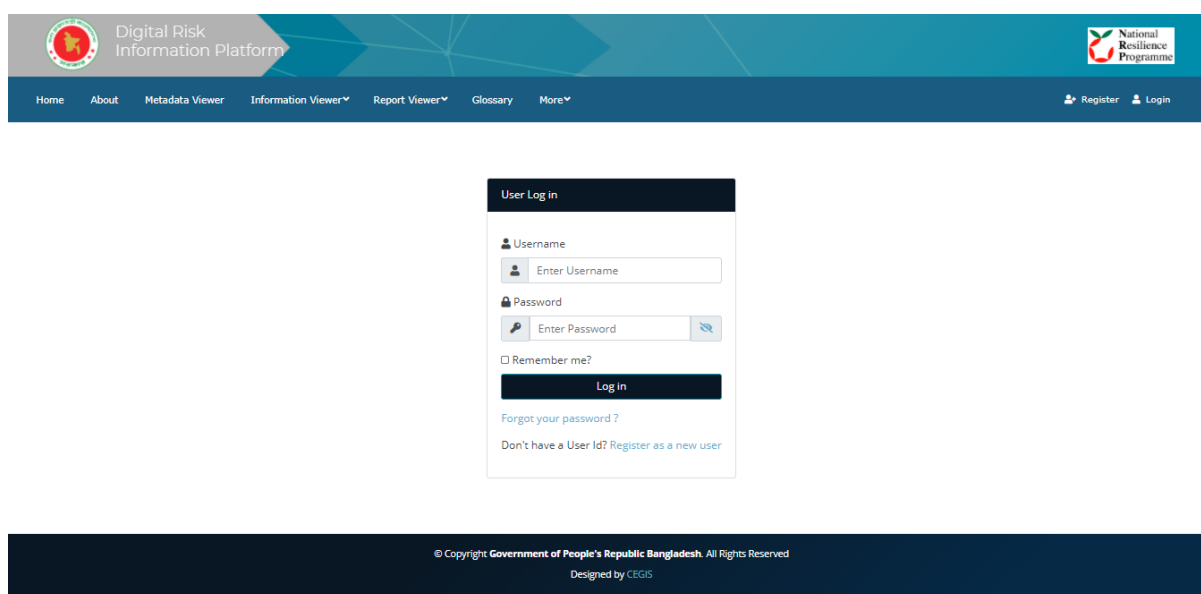 Digital Risk
Information Platform
National
Resilience
Programme
Home About Metadata Viewer Information Viewer Report Viewer Glossary More Register Login
User Log in
Username
Enter Username
Password
Enter Password
Remember me?
Log in
Forgot your password ?
Don't have a User Id? Register as a new user
© Copyright Government of People's Republic Bangladesh. All Rights Reserved
Designed by CEGIS